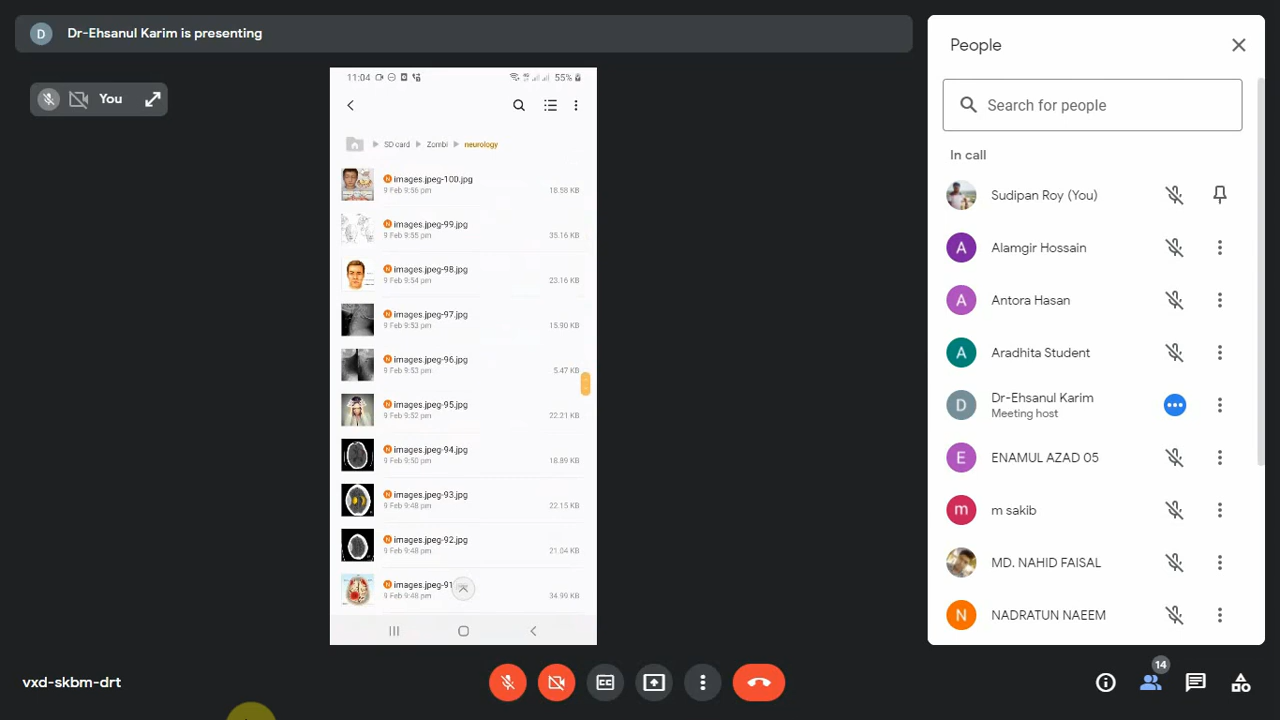 D Dr-Ehsanul Karim is presenting
You
11:04
55%
SD card Zombi neurology
N images.jpeg-100.jpg
9 Feb 9:56 pm 18.58 KB
N images.jpeg-99.jpg
9 Feb 9:55 pm 35.16 KB
N images.jpeg-98.jpg
9 Feb 9:54 pm 23.16 KB
N images.jpeg-97.jpg
9 Feb 9:53 pm 15.90 KB
N images.jpeg-96.jpg
9 Feb 9:53 pm 5.47 KB
N images.jpeg-95.jpg
9 Feb 9:52 pm 22.21 KB
N images.jpeg-94.jpg
9 Feb 9:50 pm 18.89 KB
N images.jpeg-93.jpg
9 Feb 9:48 pm 22.15 KB
N images.jpeg-92.jpg
9 Feb 9:48 pm 21.04 KB
N images.jpeg-91
9 Feb 9:48 pm 34.99 KB
People
Search for people
In call
Sudipan Roy (You)
A Alamgir Hossain
A Antora Hasan
A Aradhita Student
D Dr-Ehsanul Karim
Meeting host
E ENAMUL AZAD 05
m m sakib
MD. NAHID FAISAL
N NADRATUN NAEEM
vxd-skbm-drt
CC
14